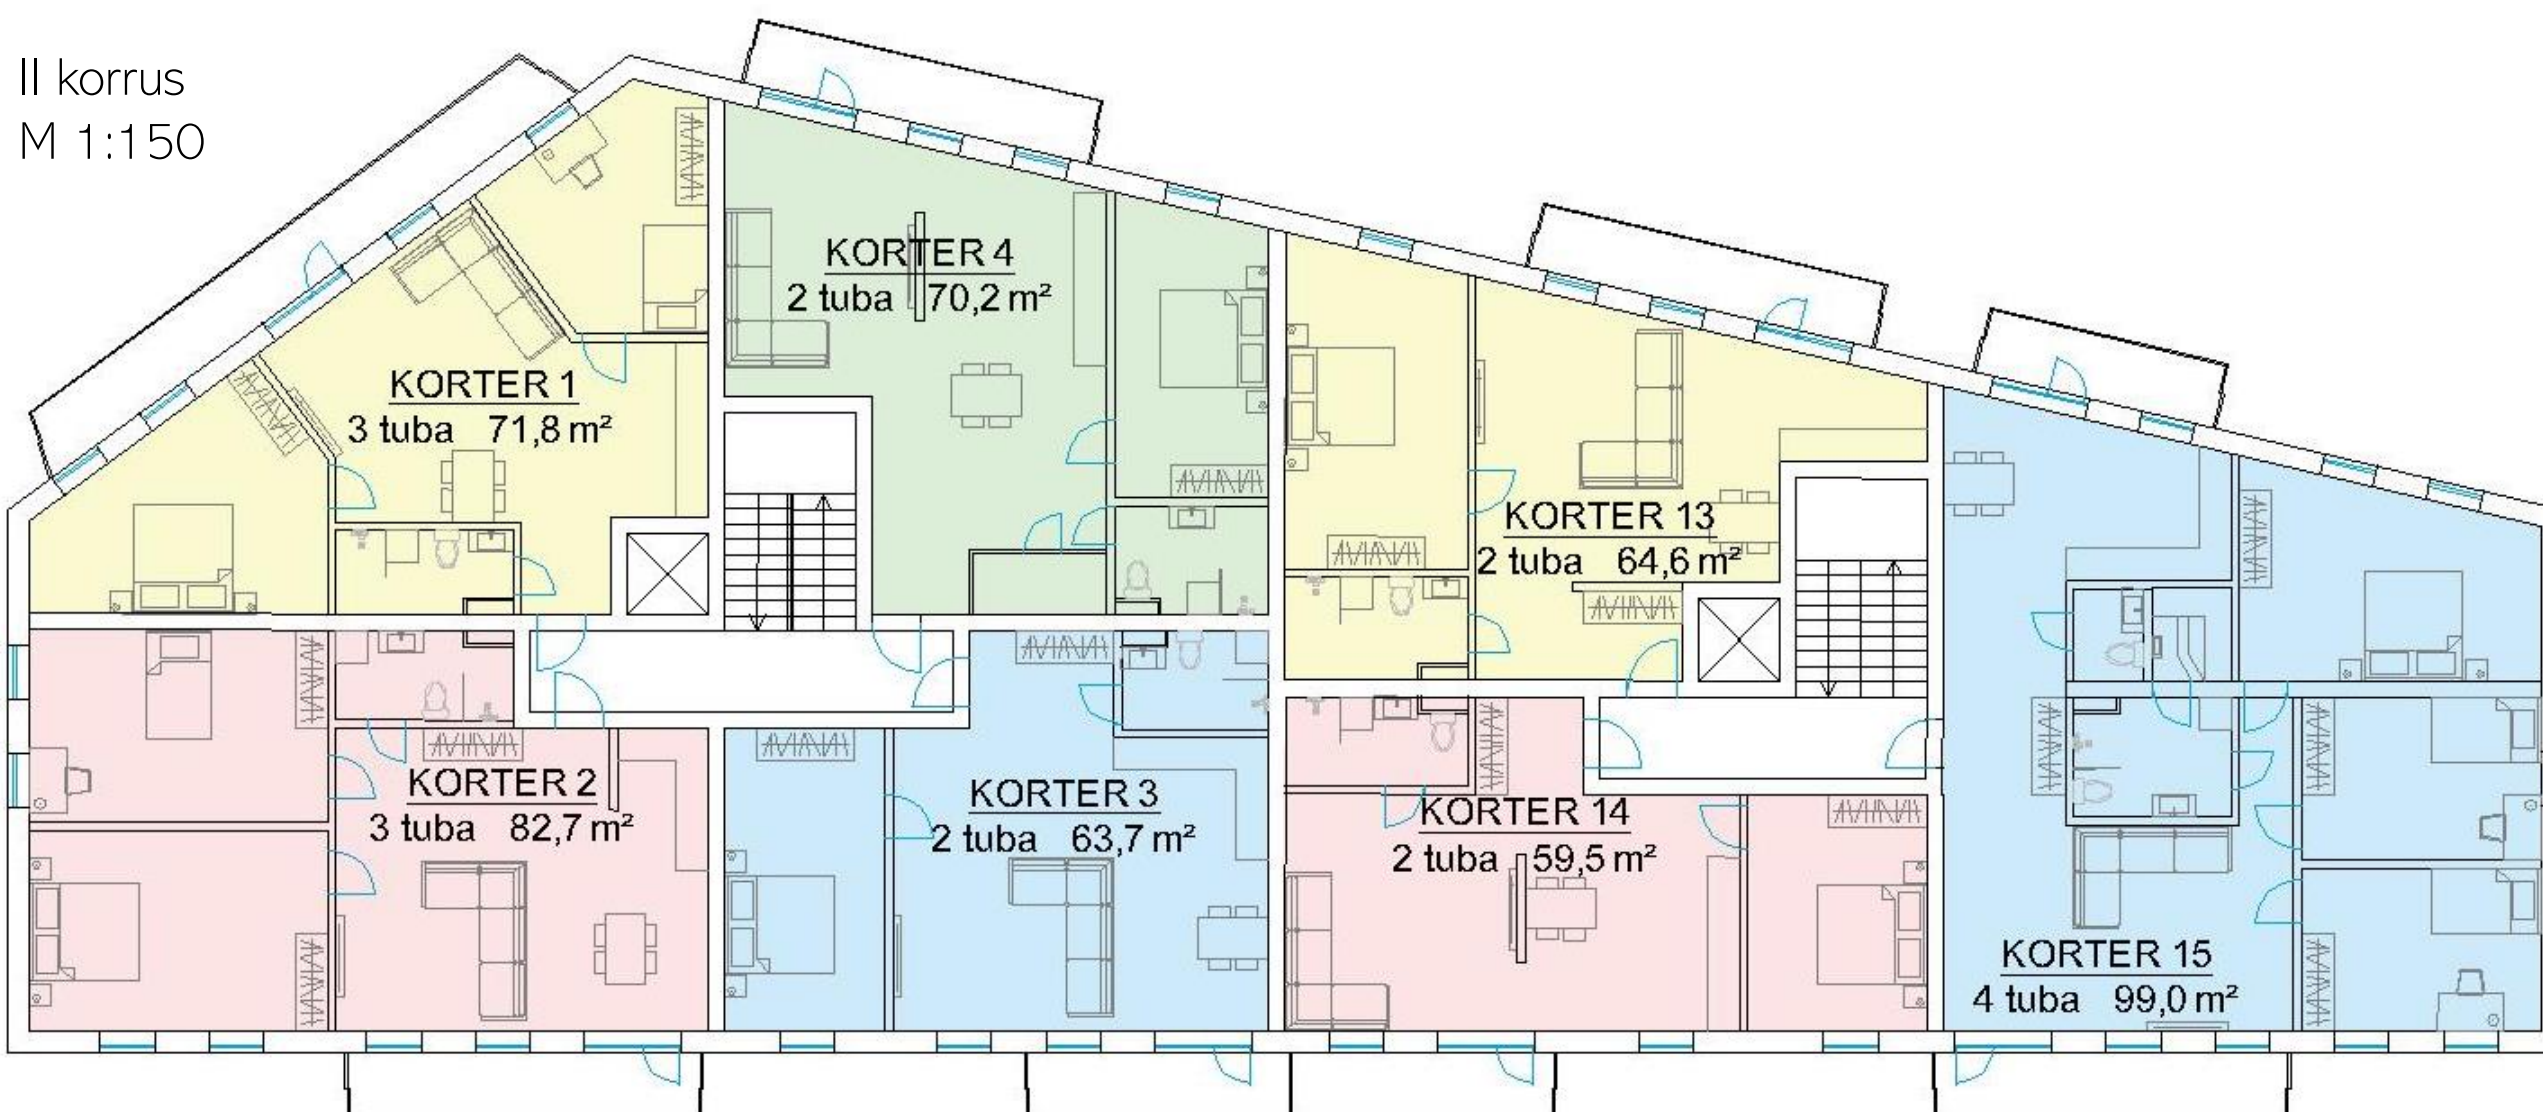 II korrus
M 1:150
KORTER 4
2 tuba 70,2 m²
KORTER 1
3 tuba 71,8 m²
KORTER 13
2 tuba 64,6 m²
KORTER 2
3 tuba 82,7 m²
KORTER 3
2 tuba 63,7 m²
KORTER 14
2 tuba 59,5 m²
KORTER 15
4 tuba 99,0 m²